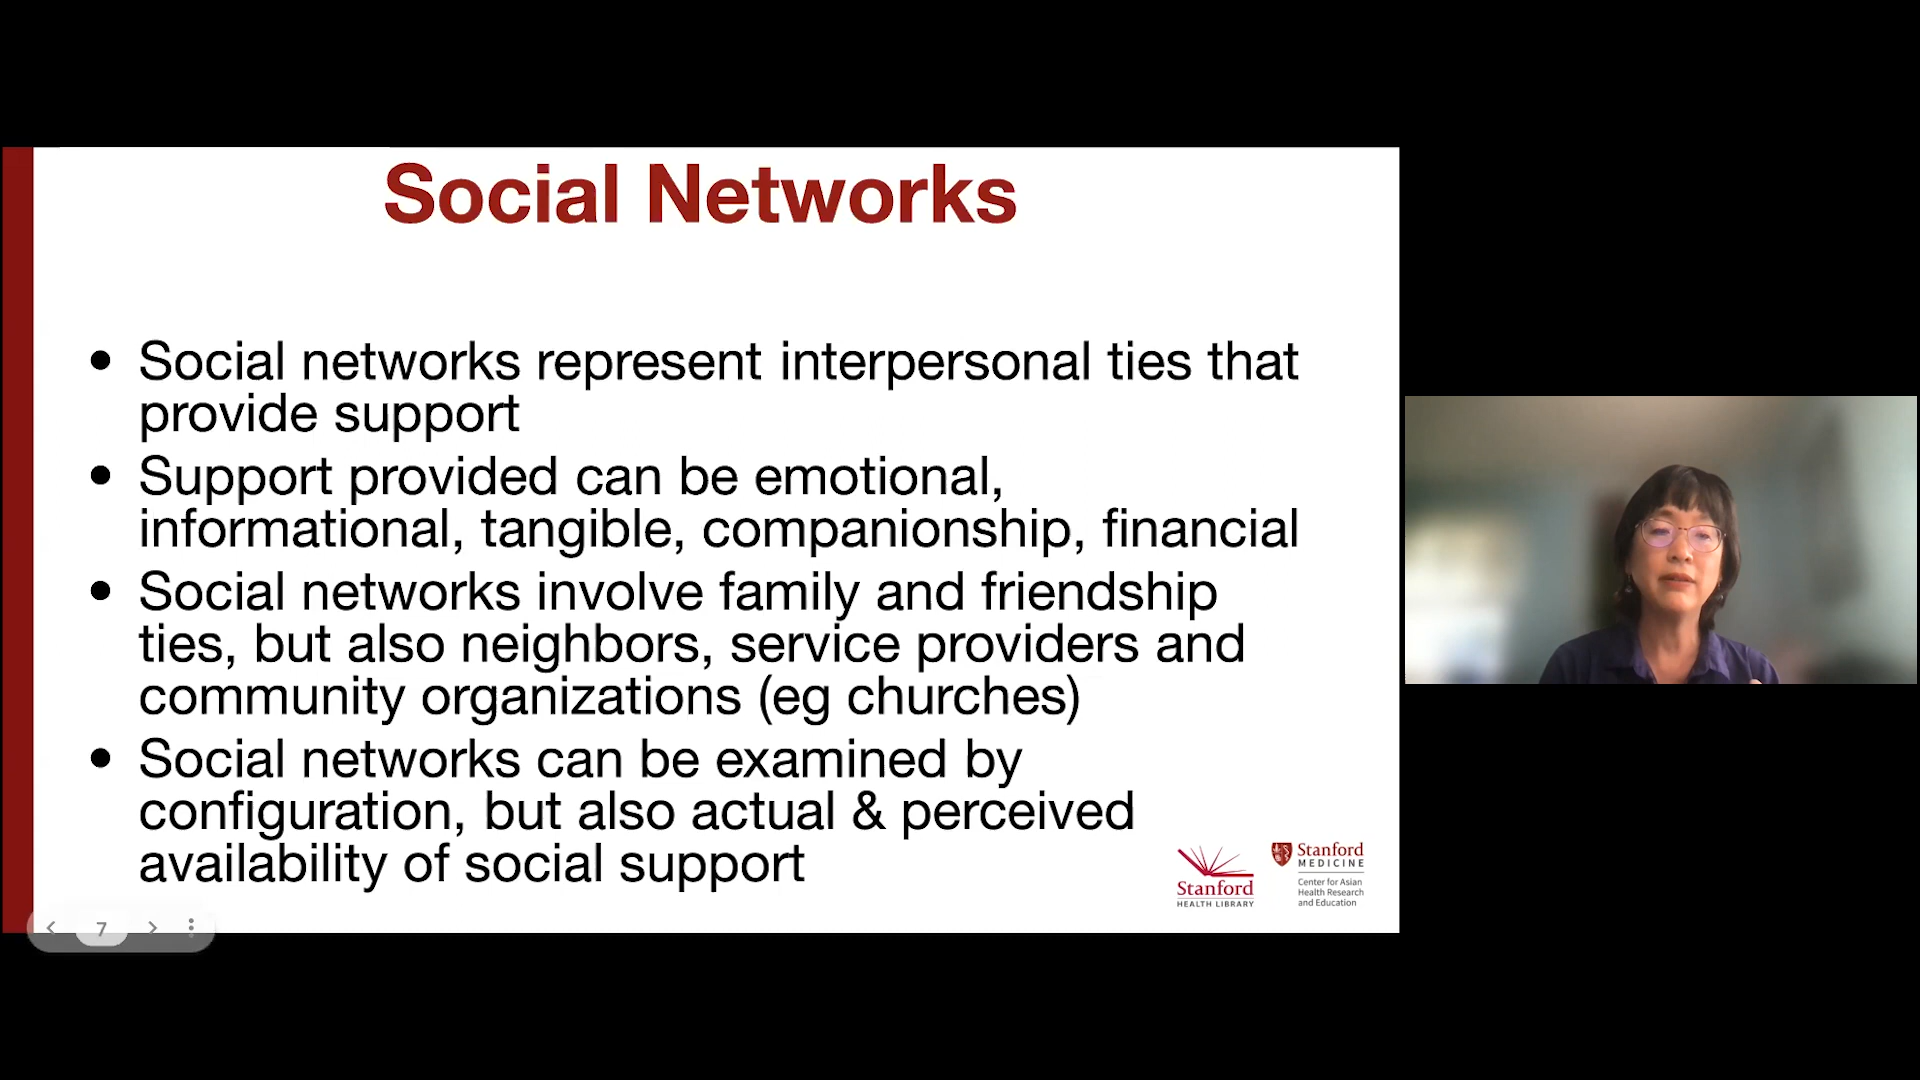 Social Networks
• Social networks represent interpersonal ties that
provide support
• Support provided can be emotional,
informational, tangible, companionship, financial
• Social networks involve family and friendship
ties, but also neighbors, service providers and
community organizations (eg churches)
• Social networks can be examined by
configuration, but also actual & perceived
availability of social support
Stanford
HEALTH LIBRARY
Stanford
MEDICINE
Center for Asian
Health Research
and Education
7